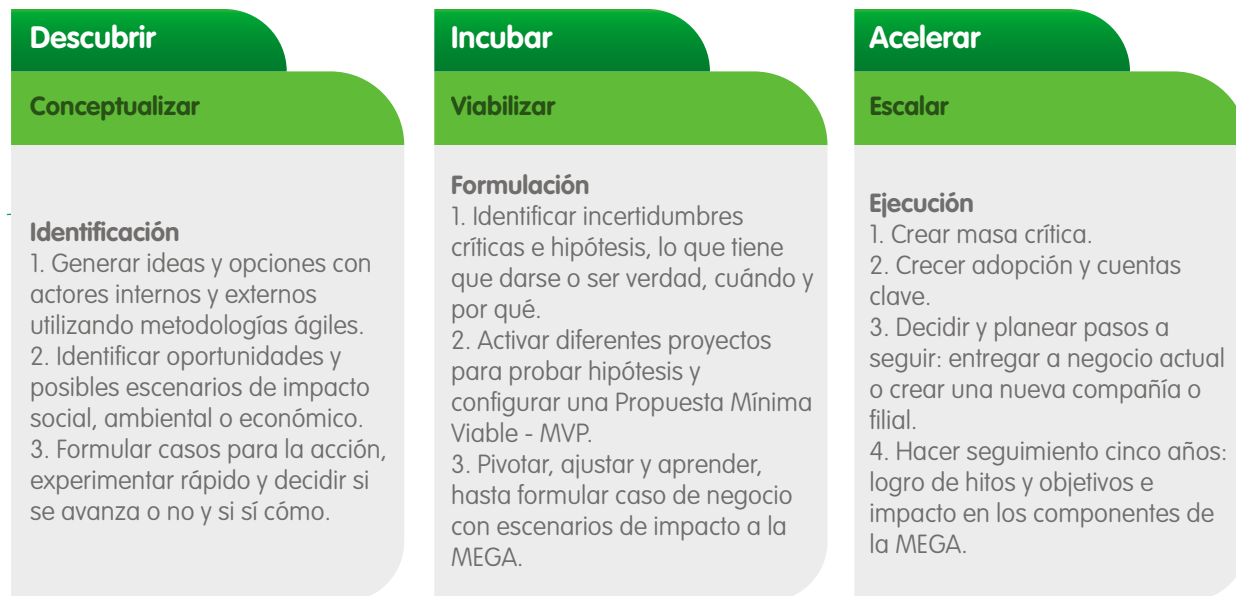 Descubrir
Conceptualizar
Identificación
1. Generar ideas y opciones con
actores internos y externos
utilizando metodologías ágiles.
2. Identificar oportunidades y
posibles escenarios de impacto
social, ambiental o económico.
3. Formular casos para la acción,
experimentar rápido y decidir si
se avanza o no y si sí cómo.
Incubar
Viabilizar
Formulación
1. Identificar incertidumbres
críticas e hipótesis, lo que tiene
que darse o ser verdad, cuándo y
por qué.
2. Activar diferentes proyectos
para probar hipótesis y
configurar una Propuesta Mínima
Viable - MVP.
3. Pivotar, ajustar y aprender,
hasta formular caso de negocio
con escenarios de impacto a la
MEGA.
Acelerar
Escalar
Ejecución
1. Crear masa crítica.
2. Crecer adopción y cuentas
clave.
3. Decidir y planear pasos a
seguir: entregar a negocio actual
o crear una nueva compañía o
filial.
4. Hacer seguimiento cinco años:
logro de hitos y objetivos e
impacto en los componentes de
la MEGA.